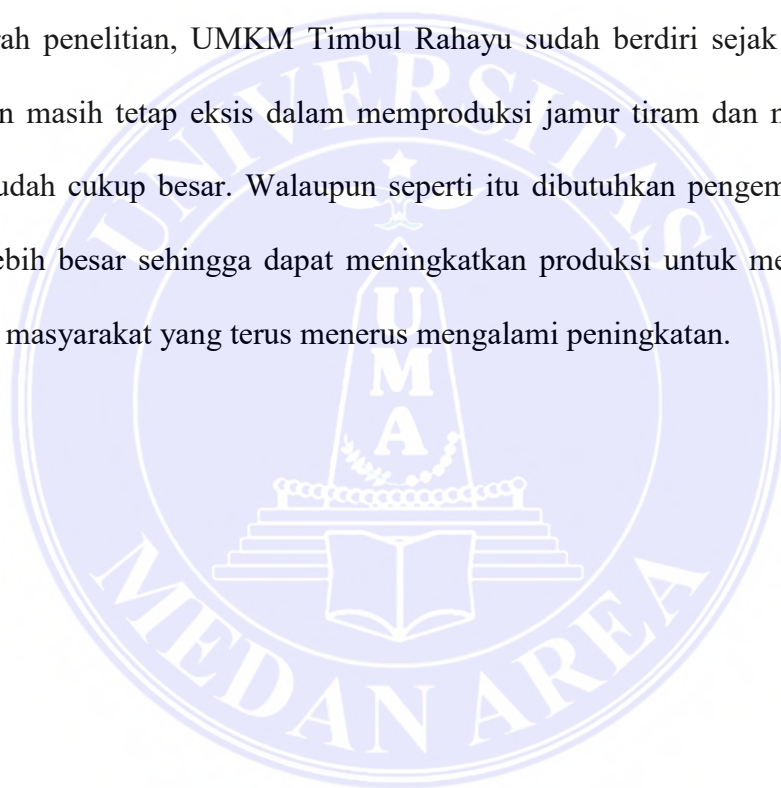 rah penelitian, UMKM Timbul Rahayu sudah berdiri sejak
n masih tetap eksis dalam memproduksi jamur tiram dan
udah cukup besar. Walaupun seperti itu dibutuhkan pengem
ebih besar sehingga dapat meningkatkan produksi untuk me
masyarakat yang terus menerus mengalami peningkatan.
UNIVERSITAS
UMA
MEDAN AREA